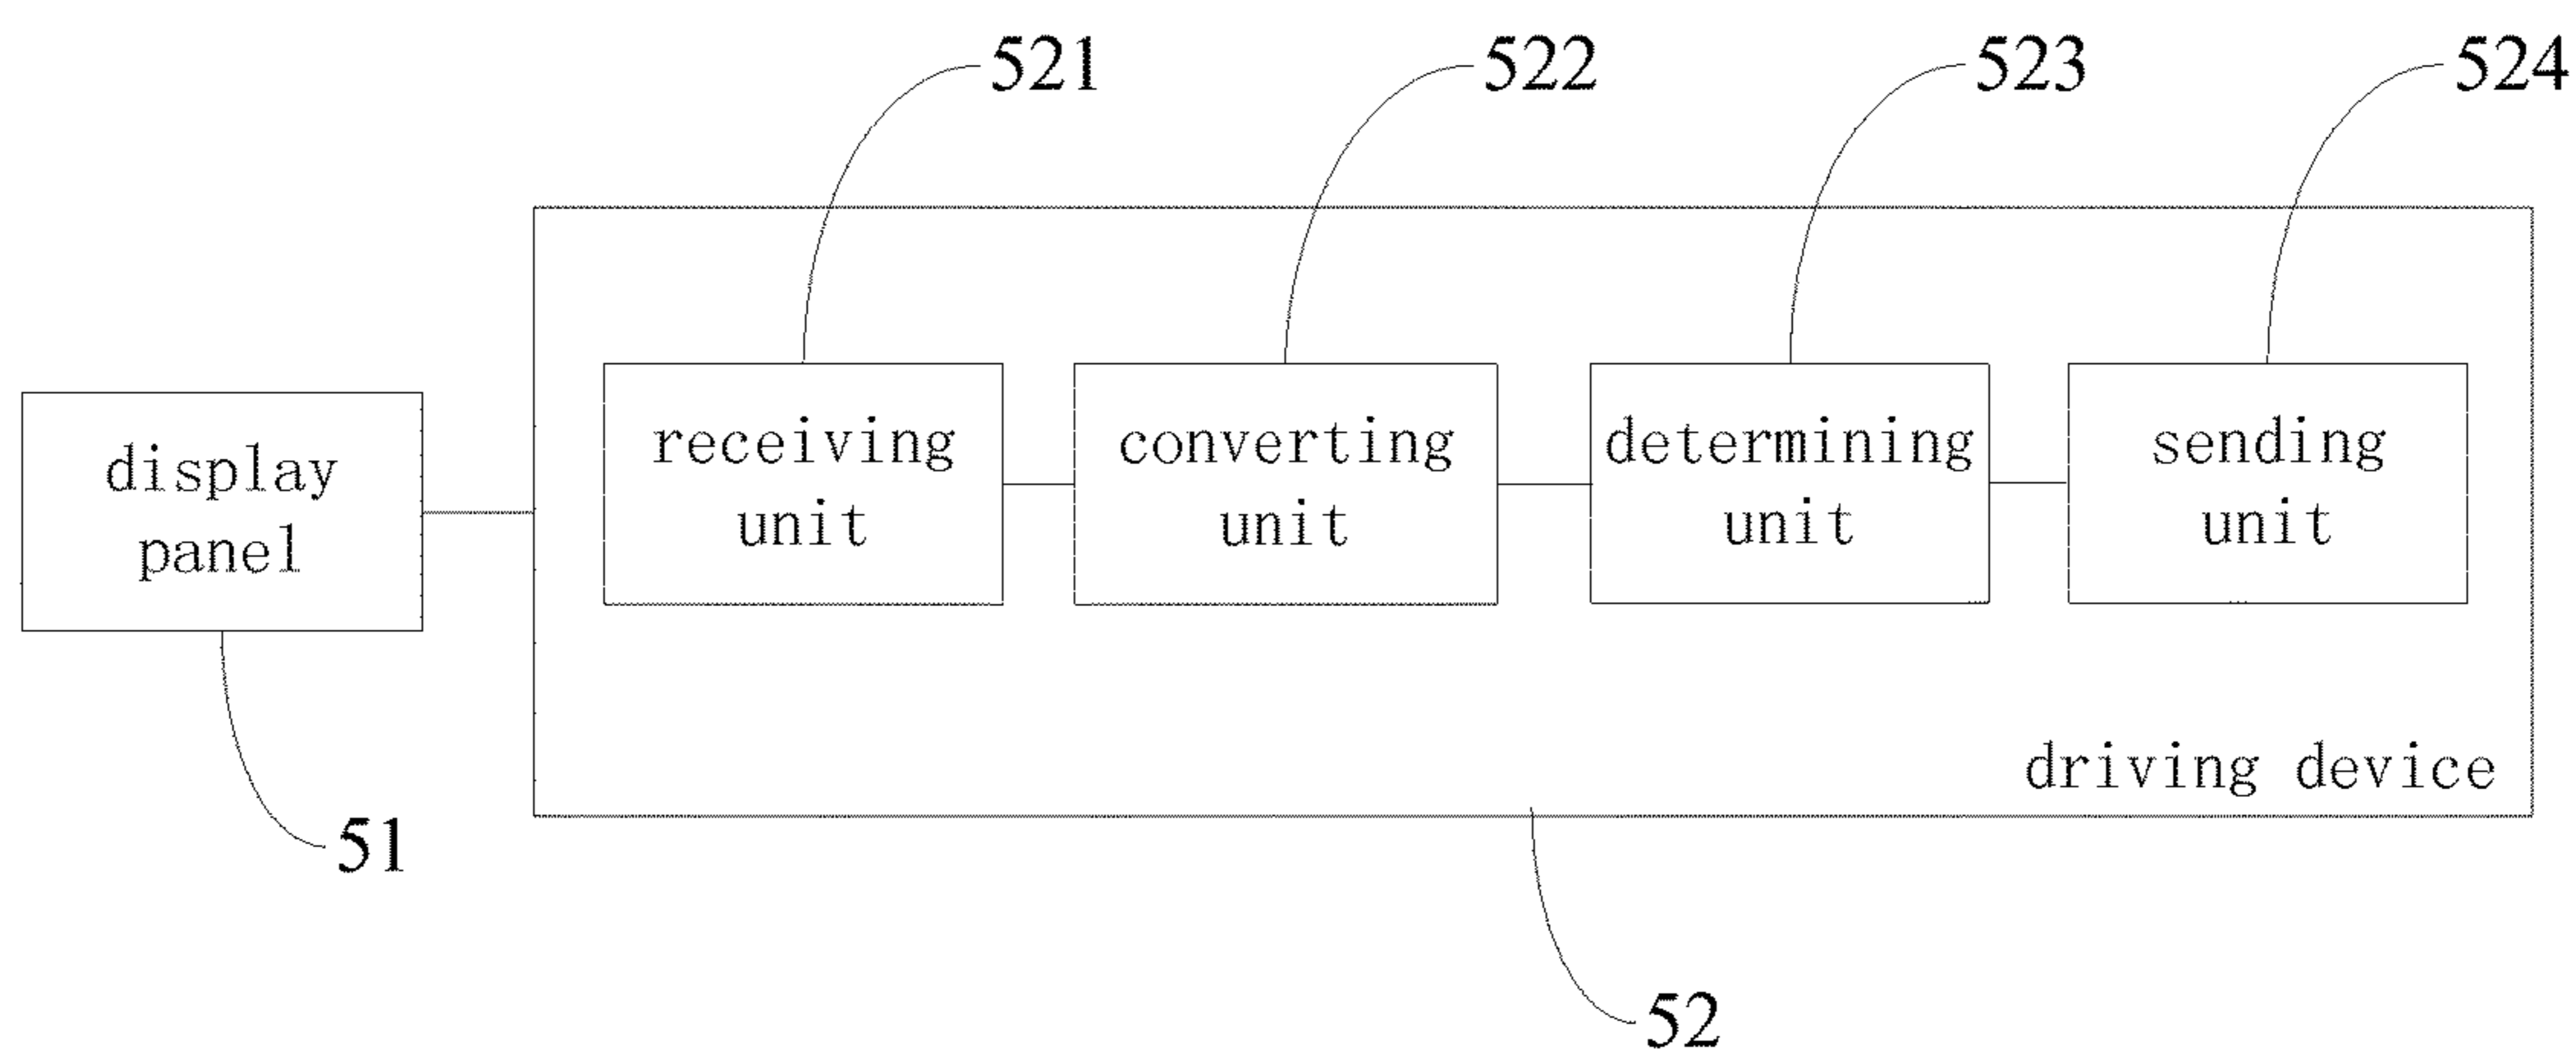 521
522
523
524
display
panel
receiving
unit
converting
unit
determining
unit
sending
unit
driving device
51
52